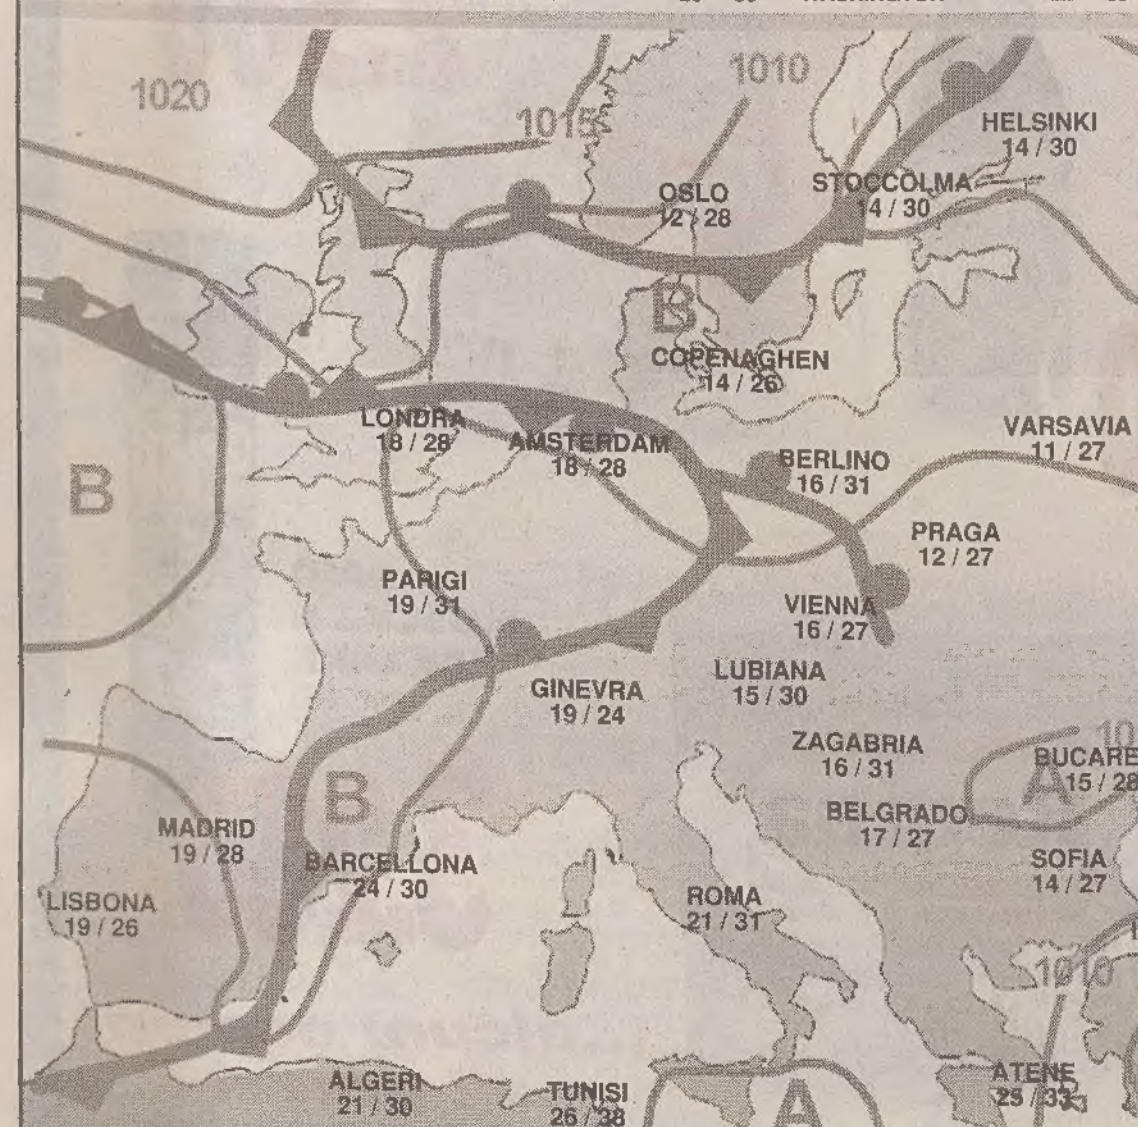 1020
1015
1010
HELSINKI
14 / 30
OSLO
12 / 28
STOCCOLMA
14 / 30
B
COPENAGHEN
14 / 26
LONDRA
18 / 28
AMSTERDAM
18 / 28
VARSAVIA
11 / 27
BERLINO
16 / 31
B
PRAGA
12 / 27
PARIGI
19 / 31
VIENNA
16 / 27
LUBIANA
15 / 30
GINEVRA
19 / 24
ZAGABRIA
16 / 31
10
BUCARE
15 / 28
A
B
BELGRADO
17 / 27
MADRID
19 / 28
BARCELLONA
24 / 30
SOFIA
14 / 27
LISBONA
19 / 26
ROMA
21 / 31
1010
ALGERI
21 / 30
TUNISI
26 / 38
A
ATENE
25 / 33